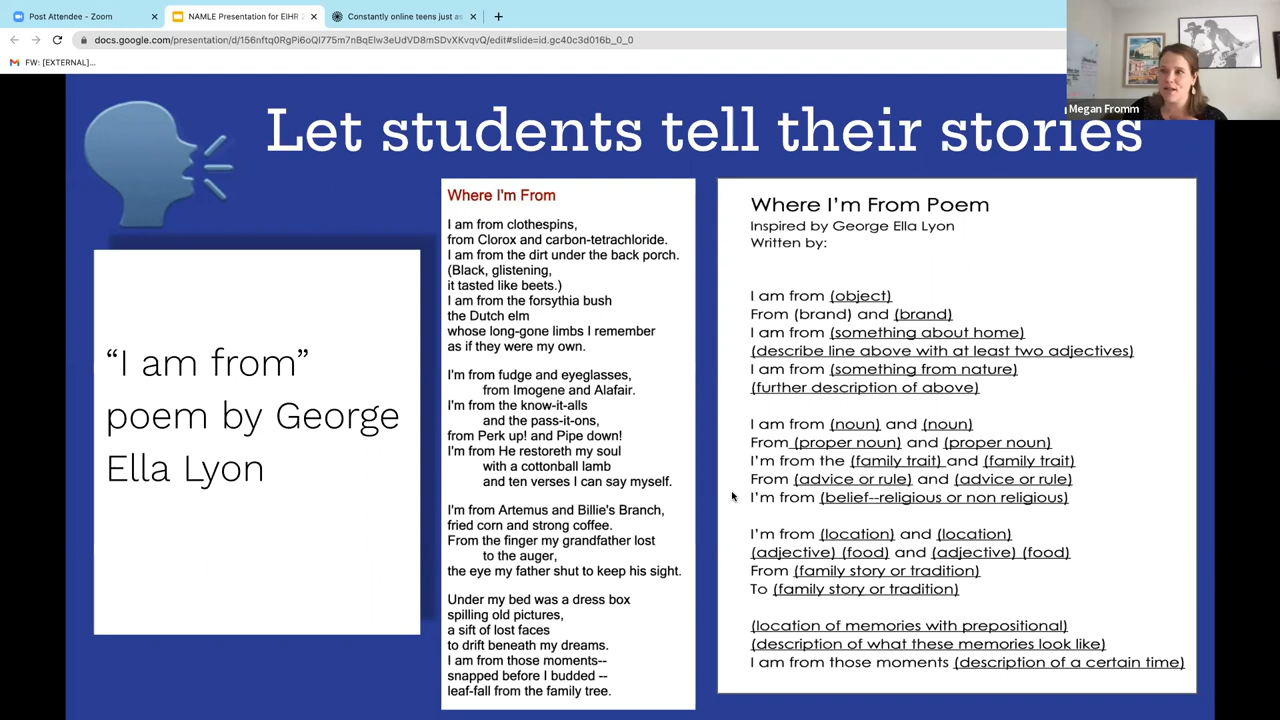 Post Attendee - Zoom
NAMLE Presentation for EIHR 2
Constantly online teens just as
docs.google.com/presentation/d/156nftq0RgPi6oQI775m7nBqEIw3eUdVD8mSDvXKvqvQ/edit#slide=id.gc40c3d016b_0_0
FW: [EXTERNAL]...
Megan Fromm
Let students tell their stories
“I am from”
poem by George
Ella Lyon
Where I'm From
I am from clothespins,
from Clorox and carbon-tetrachloride.
I am from the dirt under the back porch.
(Black, glistening,
it tasted like beets.)
I am from the forsythia bush
the Dutch elm
whose long-gone limbs I remember
as if they were my own.
I'm from fudge and eyeglasses,
from Imogene and Alafair.
I'm from the know-it-alls
and the pass-it-ons,
from Perk up! and Pipe down!
I'm from He restoreth my soul
with a cottonball lamb
and ten verses I can say myself.
I'm from Artemus and Billie's Branch,
fried corn and strong coffee.
From the finger my grandfather lost
to the auger,
the eye my father shut to keep his sight.
Under my bed was a dress box
spilling old pictures,
a sift of lost faces
to drift beneath my dreams.
I am from those moments--
snapped before I budded --
leaf-fall from the family tree.
Where I’m From Poem
Inspired by George Ella Lyon
Written by:
I am from (object)
From (brand) and (brand)
I am from (something about home)
(describe line above with at least two adjectives)
I am from (something from nature)
(further description of above)
I am from (noun) and (noun)
From (proper noun) and (proper noun)
I’m from the (family trait) and (family trait)
From (advice or rule) and (advice or rule)
I’m from (belief--religious or non religious)
I’m from (location) and (location)
(adjective) (food) and (adjective) (food)
From (family story or tradition)
To (family story or tradition)
(location of memories with prepositional)
(description of what these memories look like)
I am from those moments (description of a certain time)